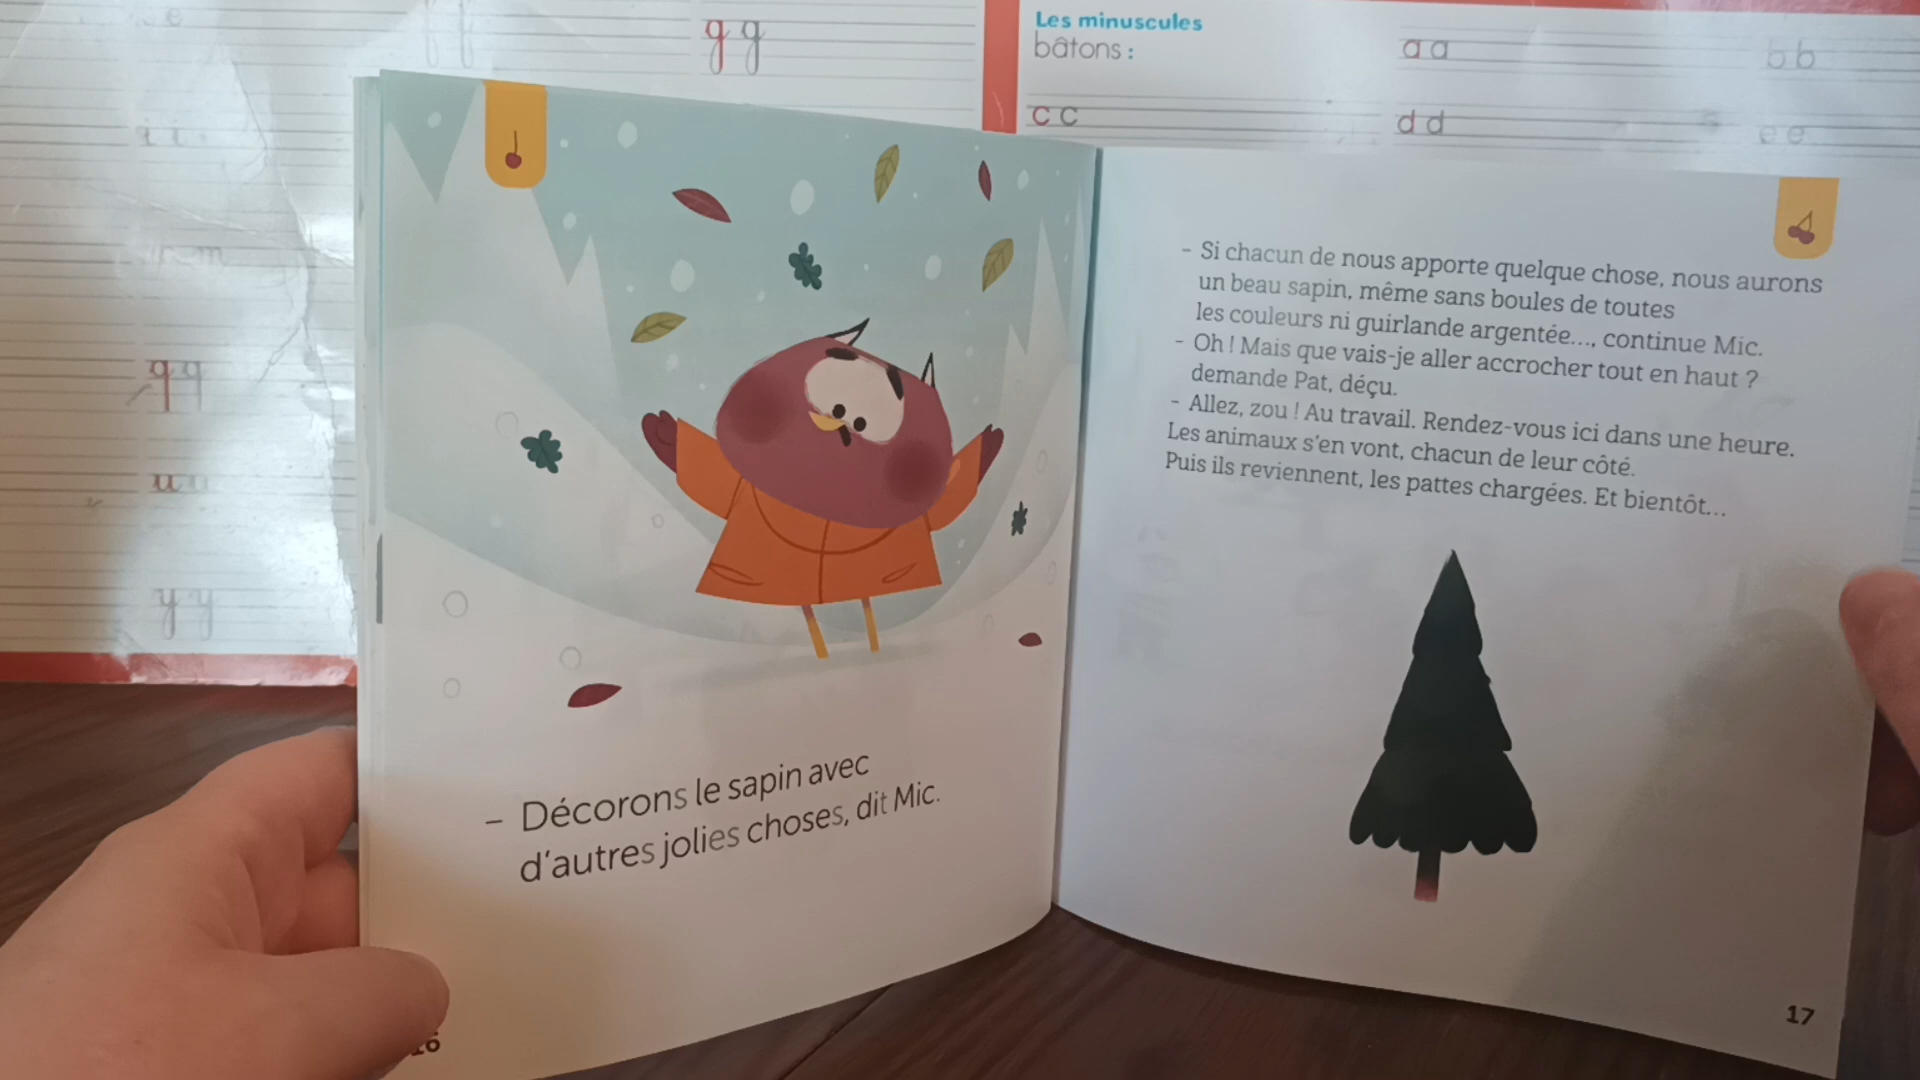 e
f f
g g
i i
r m
q q
u u
y y
Les minuscules
bâtons :
a a
b b
c c
d d
e e
– Décorons le sapin avec
d'autres jolies choses, dit Mic.
16
– Si chacun de nous apporte quelque chose, nous aurons
un beau sapin, même sans boules de toutes
les couleurs ni guirlande argentée..., continue Mic.
– Oh ! Mais que vais-je aller accrocher tout en haut ?
demande Pat, déçu.
– Allez, zou ! Au travail. Rendez-vous ici dans une heure.
Les animaux s'en vont, chacun de leur côté.
Puis ils reviennent, les pattes chargées. Et bientôt...
17